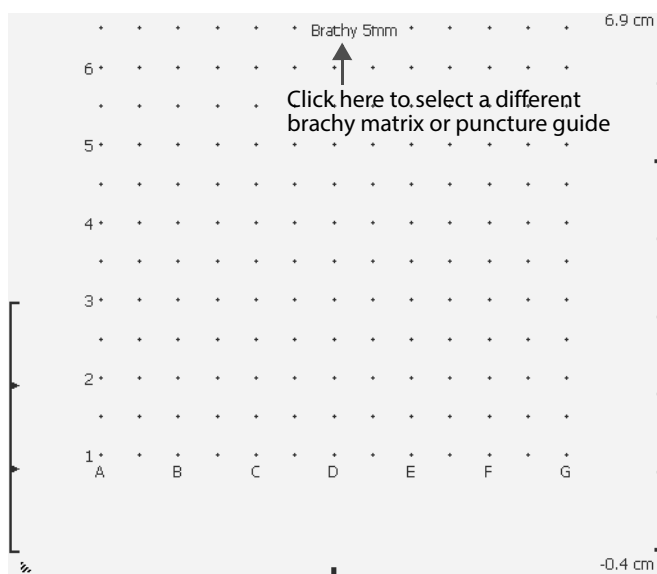 Brachy 5mm
6.9 cm
6
Click here to select a different
brachy matrix or puncture guide
5
4
3
2
1
A B C D E F G
-0.4 cm